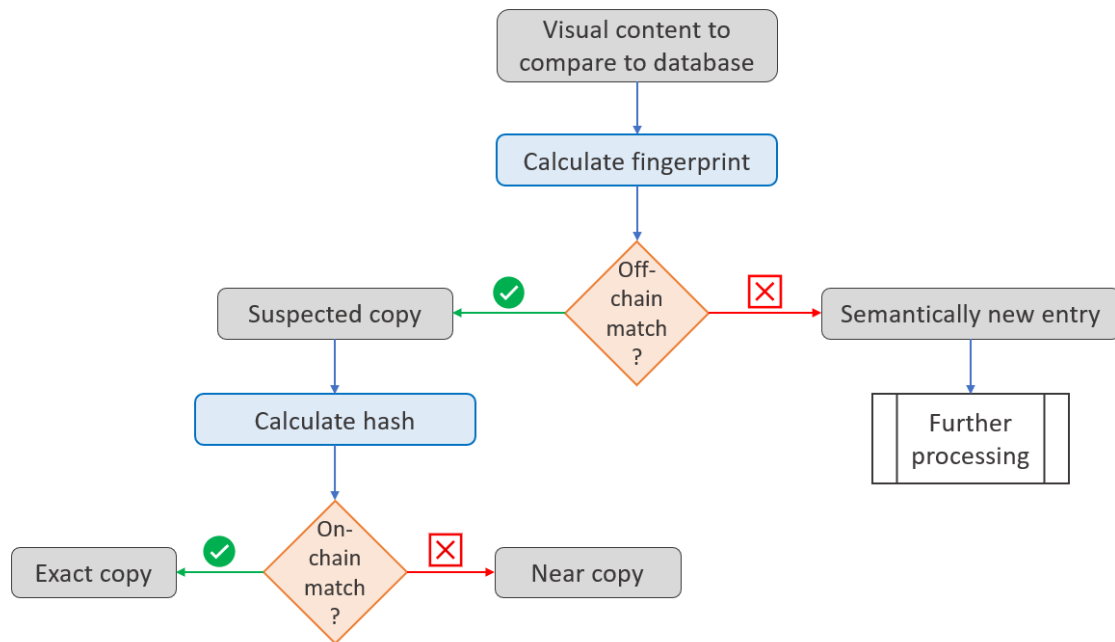 Visual content to
compare to database
Calculate fingerprint
Off-
chain
match
?
Suspected copy
Semantically new entry
Calculate hash
Further
processing
On-
chain
match
?
Exact copy
Near copy